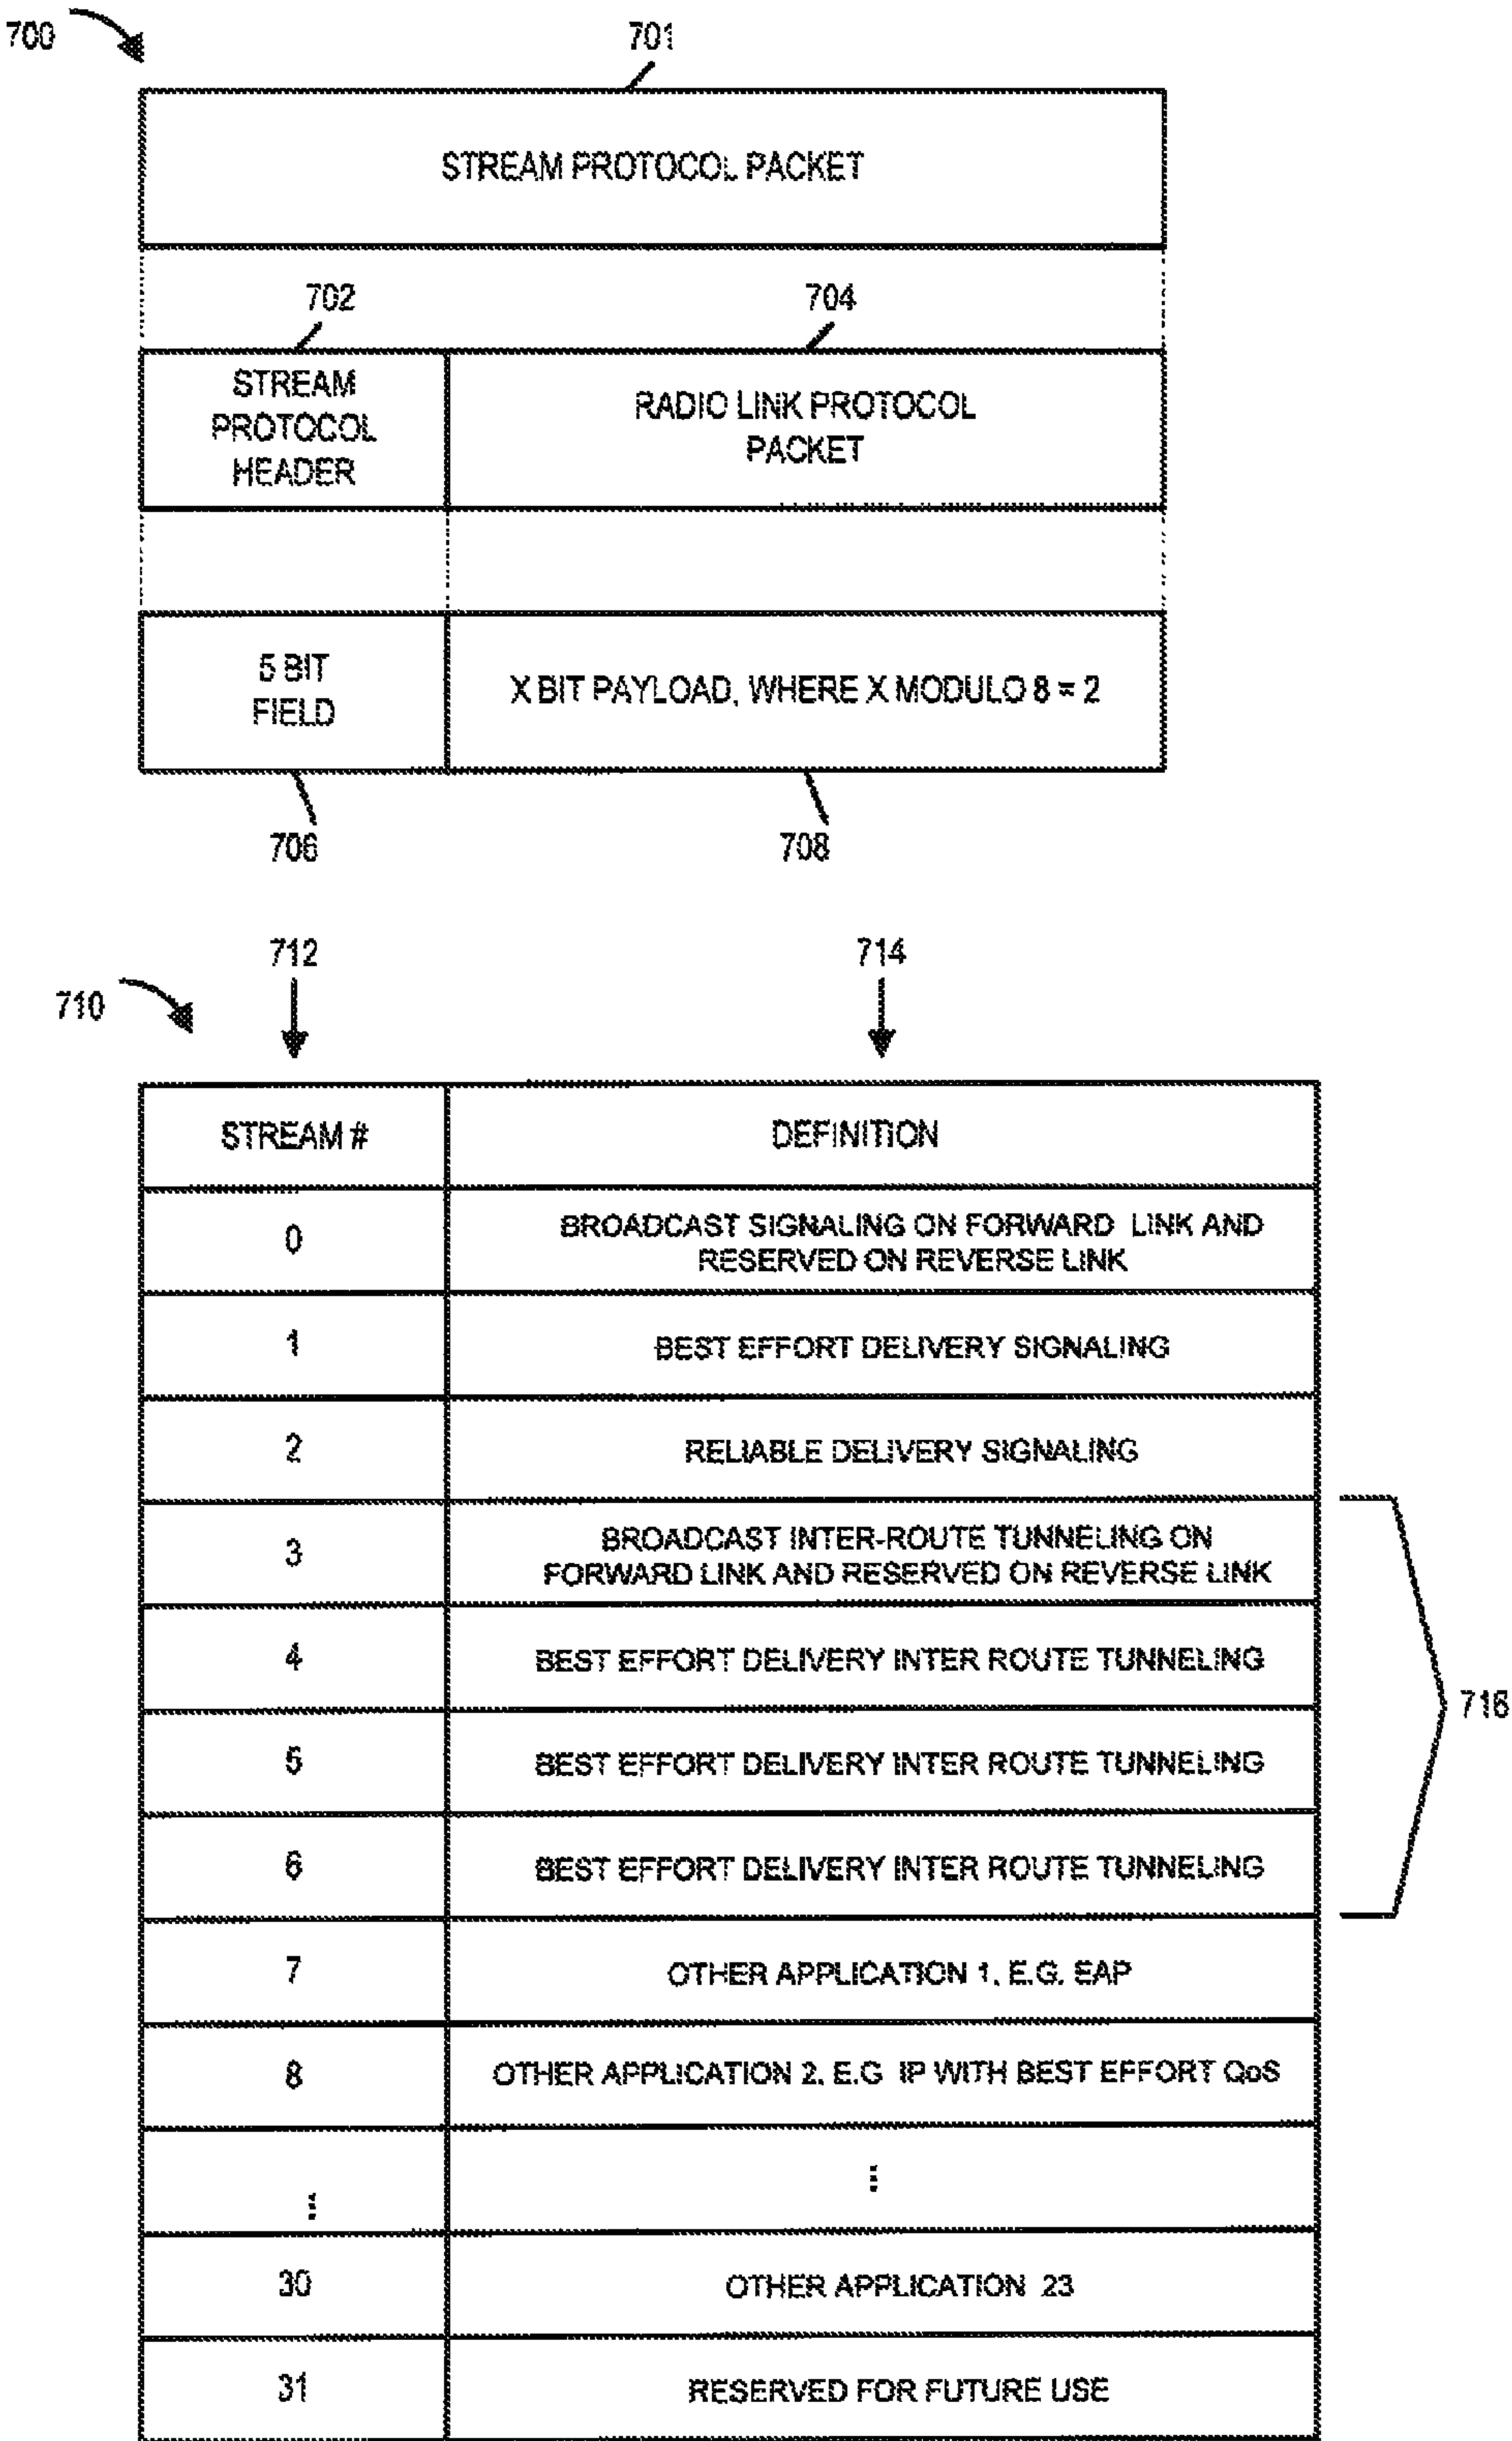 700
701
STREAM PROTOCOL PACKET
702
704
STREAM
PROTOCOL
HEADER
RADIO LINK PROTOCOL
PACKET
5 BIT
FIELD
X BIT PAYLOAD, WHERE X MODULO 8 = 2
706
708
710
712
714
STREAM #
DEFINITION
0
BROADCAST SIGNALING ON FORWARD LINK AND
RESERVED ON REVERSE LINK
1
BEST EFFORT DELIVERY SIGNALING
2
RELIABLE DELIVERY SIGNALING
3
BROADCAST INTER-ROUTE TUNNELING ON
FORWARD LINK AND RESERVED ON REVERSE LINK
4
BEST EFFORT DELIVERY INTER ROUTE TUNNELING
5
BEST EFFORT DELIVERY INTER ROUTE TUNNELING
6
BEST EFFORT DELIVERY INTER ROUTE TUNNELING
716
7
OTHER APPLICATION 1, E.G. EAP
8
OTHER APPLICATION 2, E.G IP WITH BEST EFFORT QoS
⋮
⋮
30
OTHER APPLICATION 23
31
RESERVED FOR FUTURE USE